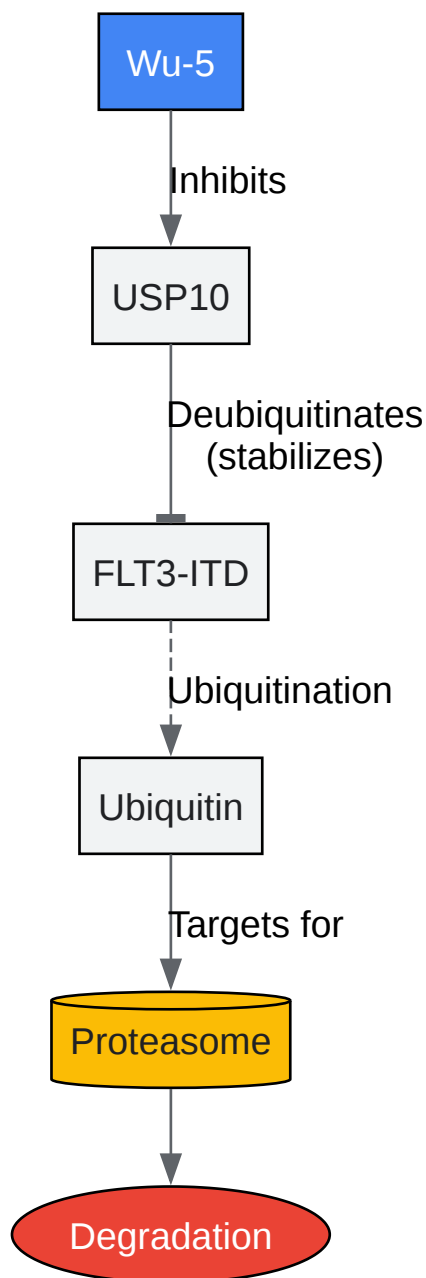 Wu-5
Inhibits
USP10
Deubiquitinates
(stabilizes)
FLT3-ITD
Ubiquitination
Ubiquitin
Targets for
Proteasome
Degradation